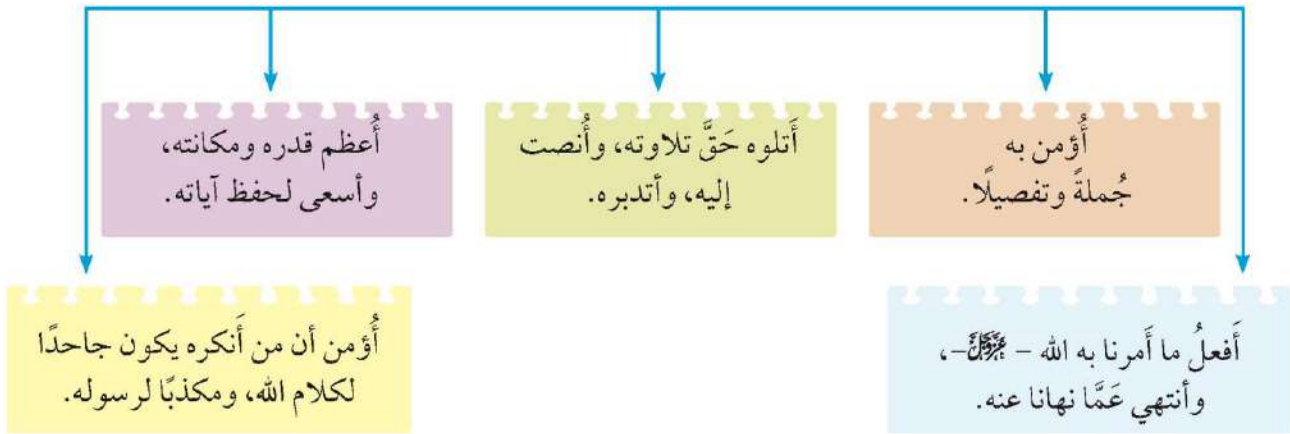 أُؤمن به
جُملةً وتفصيلًا.
أَتلوه حَقَّ تلاوته، وأُنصت
إليه، وأتدبره.
أُعظم قدره ومكانته،
وأسعى لحفظ آياته.
أَفعلُ ما أَمرنا به الله – عَزَّوَجَلَّ–،
وأنتهي عَمَّا نهانا عنه.
أُؤمن أن من أَنكره يكون جاحدًا
لكلام الله، ومكذبًا لرسوله.